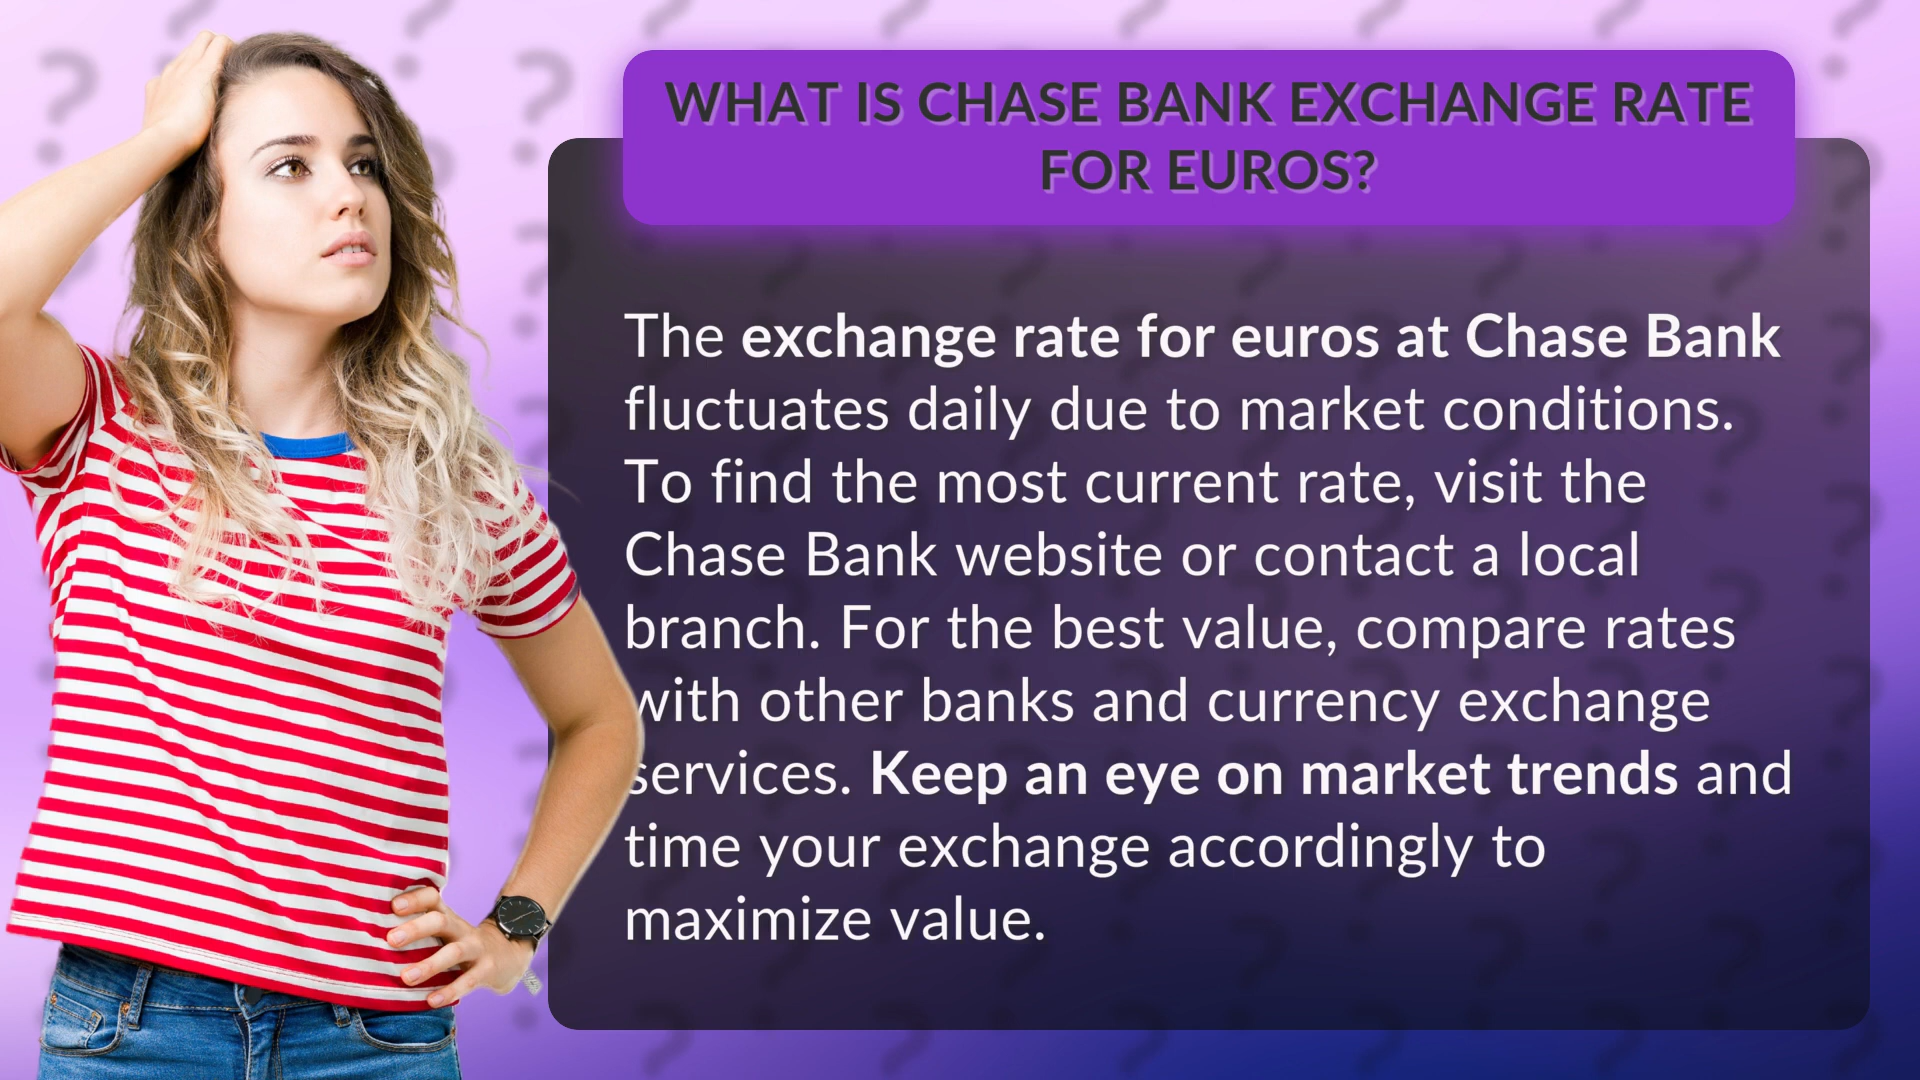 WHAT IS CHASE BANK EXCHANGE RATE
FOR EUROS?
The exchange rate for euros at Chase Bank
fluctuates daily due to market conditions.
To find the most current rate, visit the
Chase Bank website or contact a local
branch. For the best value, compare rates
with other banks and currency exchange
services. Keep an eye on market trends and
time your exchange accordingly to
maximize value.